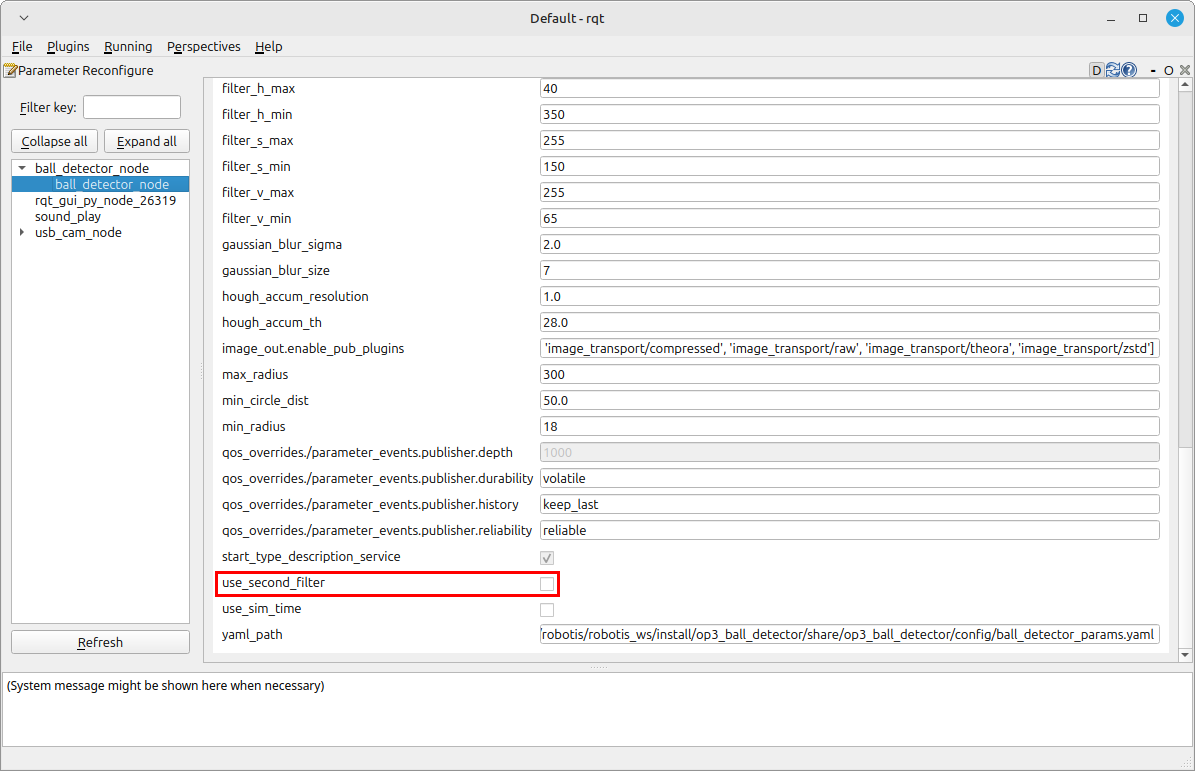 Default - rqt
File Plugins Running Perspectives Help
Parameter Reconfigure
D
- O
Filter key:
Collapse all Expand all
ball_detector_node
ball_detector_node
rqt_gui_py_node_26319
sound_play
usb_cam_node
Refresh
filter_h_max 40
filter_h_min 350
filter_s_max 255
filter_s_min 150
filter_v_max 255
filter_v_min 65
gaussian_blur_sigma 2.0
gaussian_blur_size 7
hough_accum_resolution 1.0
hough_accum_th 28.0
image_out.enable_pub_plugins 'image_transport/compressed', 'image_transport/raw', 'image_transport/theora', 'image_transport/zstd']
max_radius 300
min_circle_dist 50.0
min_radius 18
qos_overrides./parameter_events.publisher.depth 1000
qos_overrides./parameter_events.publisher.durability volatile
qos_overrides./parameter_events.publisher.history keep_last
qos_overrides./parameter_events.publisher.reliability reliable
start_type_description_service
use_second_filter
use_sim_time
yaml_path /robotis/robotis_ws/install/op3_ball_detector/share/op3_ball_detector/config/ball_detector_params.yaml
(System message might be shown here when necessary)